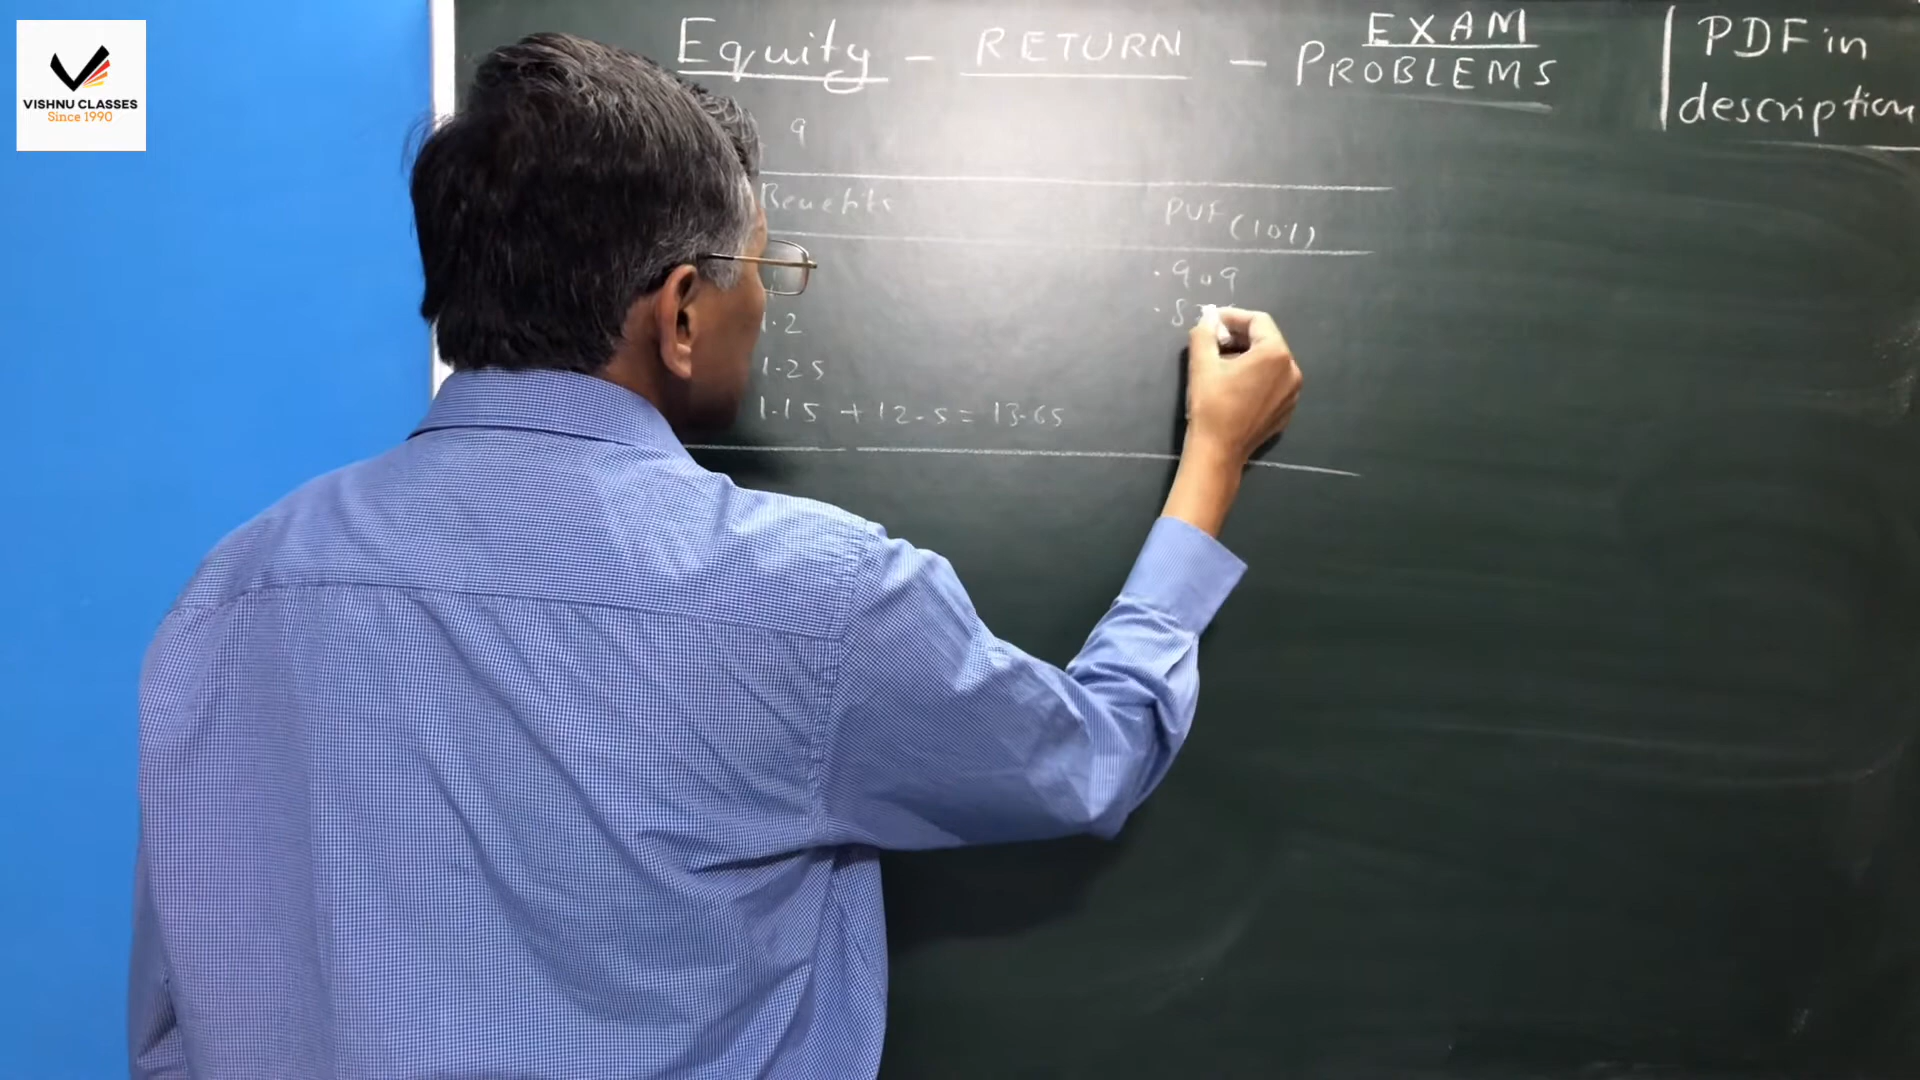 VISHNU CLASSES
Since 1990
Equity - RETURN - EXAM PROBLEMS
PDF in
description
9
Benefits PVF (10%)
.909
1.2
1.25
1.15 + 12.5 = 13.65